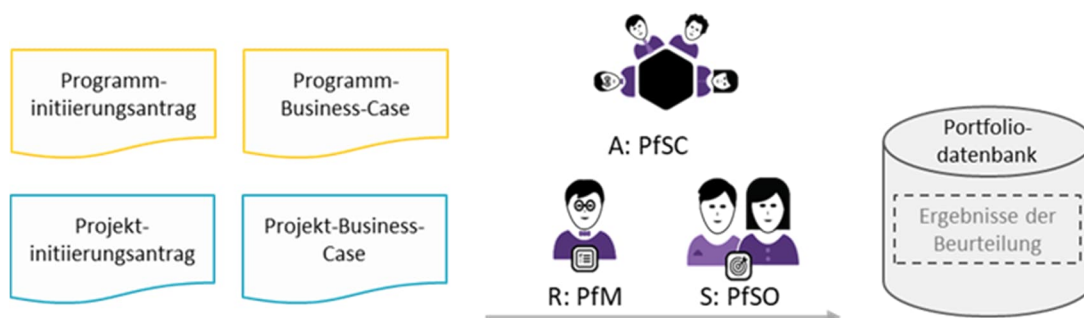 Programm-
initiierungsantrag
Programm-
Business-Case
Projekt-
initiierungsantrag
Projekt-Business-
Case
A: PfSC
R: PfM
S: PfSO
Portfolio-
datenbank
Ergebnisse der
Beurteilung